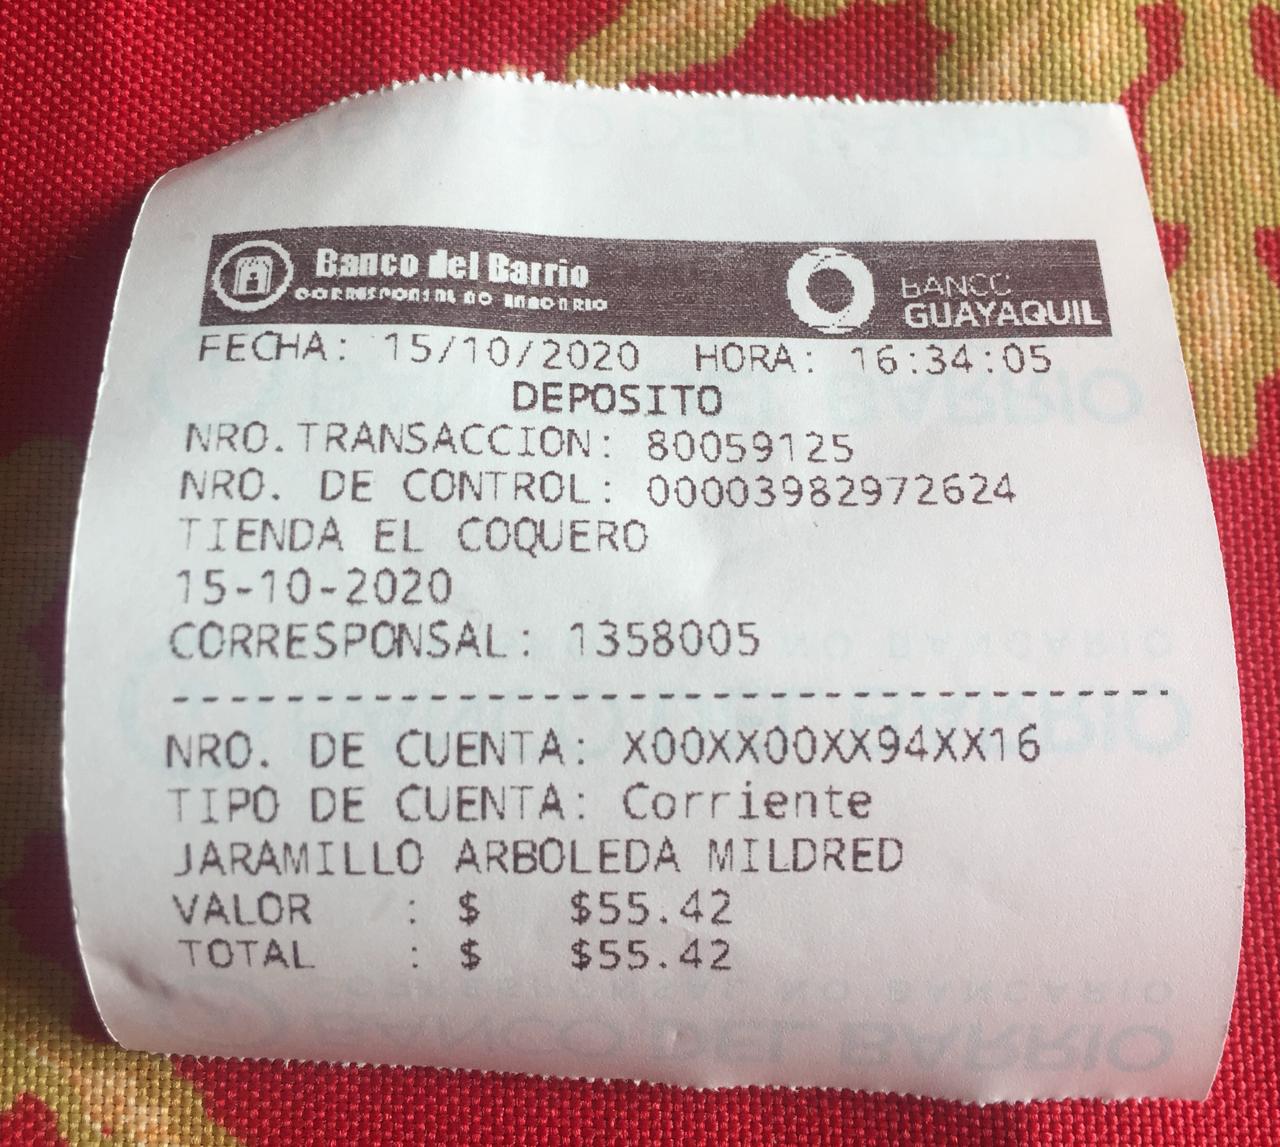 Banco del Barrio
CORRESPONSAL NO BANCARIO
BANCO
GUAYAQUIL
FECHA: 15/10/2020 HORA: 16:34:05
DEPOSITO
NRO.TRANSACCION: 80059125
NRO. DE CONTROL: 00003982972624
TIENDA EL COQUERO
15-10-2020
CORRESPONSAL: 1358005
--------------------------------------
NRO. DE CUENTA: X00XX00XX94XX16
TIPO DE CUENTA: Corriente
JARAMILLO ARBOLEDA MILDRED
VALOR : $ $55.42
TOTAL : $ $55.42